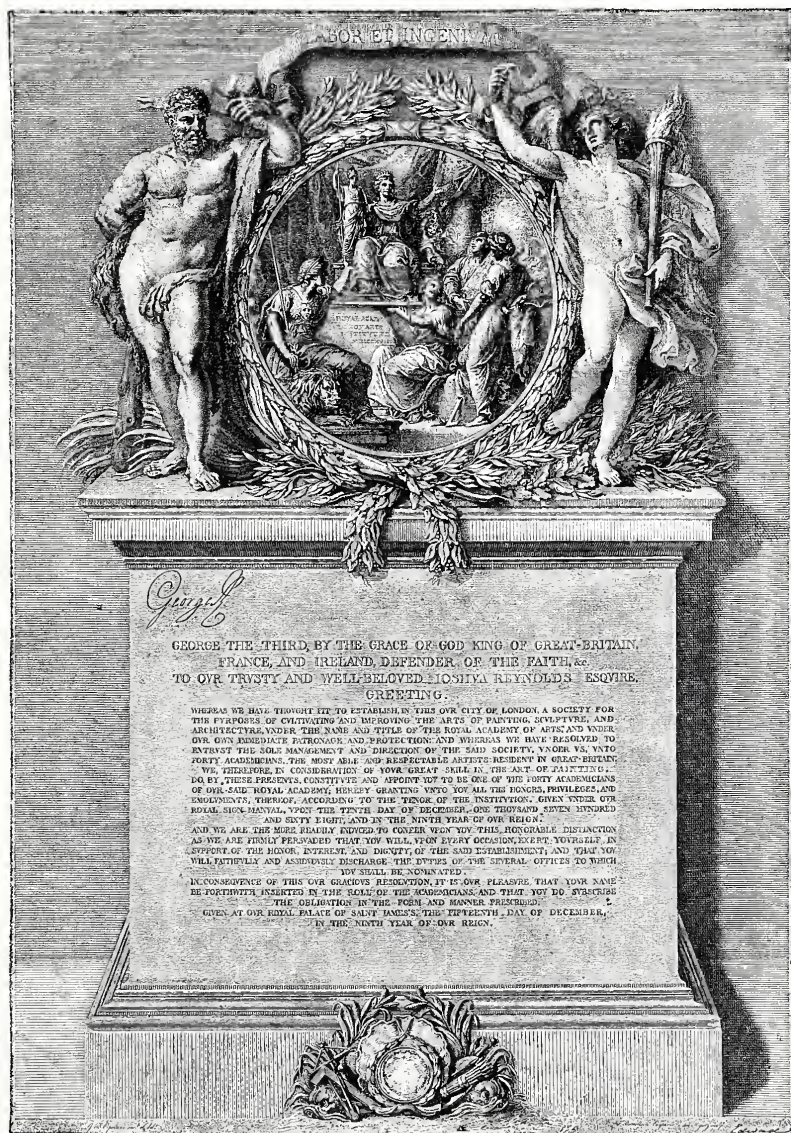 LABOR ET INGENIUM
ROYAL ACAD
OF ARTS
George R
GEORGE THE THIRD, BY THE GRACE OF GOD KING OF GREAT-BRITAIN,
FRANCE, AND IRELAND, DEFENDER OF THE FAITH, &c.
TO OVR TRVSTY AND WELL-BELOVED IOSHVA REYNOLDS ESQVIRE,
GREETING.
WHEREAS WE HAVE THOVGHT FIT TO ESTABLISH, IN THIS OVR CITY OF LONDON, A SOCIETY FOR
THE PVRPOSES OF CVLTIVATING AND IMPROVING THE ARTS OF PAINTING, SCVLPTVRE, AND
ARCHITECTVRE, VNDER THE NAME AND TITLE OF THE ROYAL ACADEMY OF ARTS, AND VNDER
OVR OWN IMMEDIATE PATRONAGE AND PROTECTION: AND WHEREAS WE HAVE RESOLVED TO
ENTRVST THE SOLE MANAGEMENT AND DIRECTION OF THE SAID SOCIETY, VNDER VS, VNTO
FORTY ACADEMICIANS, THE MOST ABLE AND RESPECTABLE ARTISTS RESIDENT IN GREAT-BRITAIN:
WE, THEREFORE, IN CONSIDERATION OF YOVR GREAT SKILL IN THE ART OF PAINTING,
DO, BY THESE PRESENTS, CONSTITVTE AND APPOINT YOV TO BE ONE OF THE FORTY ACADEMICIANS
OF OVR SAID ROYAL ACADEMY; HEREBY GRANTING VNTO YOV ALL THE HONORS, PRIVILEGES, AND
EMOLVMENTS, THEREOF, ACCORDING TO THE TENOR OF THE INSTITVTION, GIVEN VNDER OVR
ROYAL SIGN-MANVAL, VPON THE TENTH DAY OF DECEMBER, ONE THOVSAND SEVEN HVNDRED
AND SIXTY EIGHT, AND IN THE NINTH YEAR OF OVR REIGN.
AND WE ARE THE MORE READILY INDVCED TO CONFER VPON YOV THIS HONORABLE DISTINCTION
AS WE ARE FIRMLY PERSVADED THAT YOV WILL, VPON EVERY OCCASION, EXERT YOVRSELF, IN
SVPPORT OF THE HONOR, INTEREST, AND DIGNITY, OF THE SAID ESTABLISHMENT; AND THAT YOV
WILL FAITHFVLLY AND ASSIDVOVSLY DISCHARGE THE DVTIES OF THE SEVERAL OFFICES TO WHICH
YOV SHALL BE NOMINATED.
IN CONSEQVENCE OF THIS OVR GRACIOVS RESOLVTION, IT IS OVR PLEASVRE, THAT YOVR NAME
BE FORTHWITH INSERTED IN THE ROLL OF THE ACADEMICIANS, AND THAT YOV DO SVBSCRIBE
THE OBLIGATION IN THE FORM AND MANNER PRESCRIBED.
GIVEN AT OVR ROYAL PALACE OF SAINT JAMES'S, THE FIFTEENTH DAY OF DECEMBER,
IN THE NINTH YEAR OF OVR REIGN.